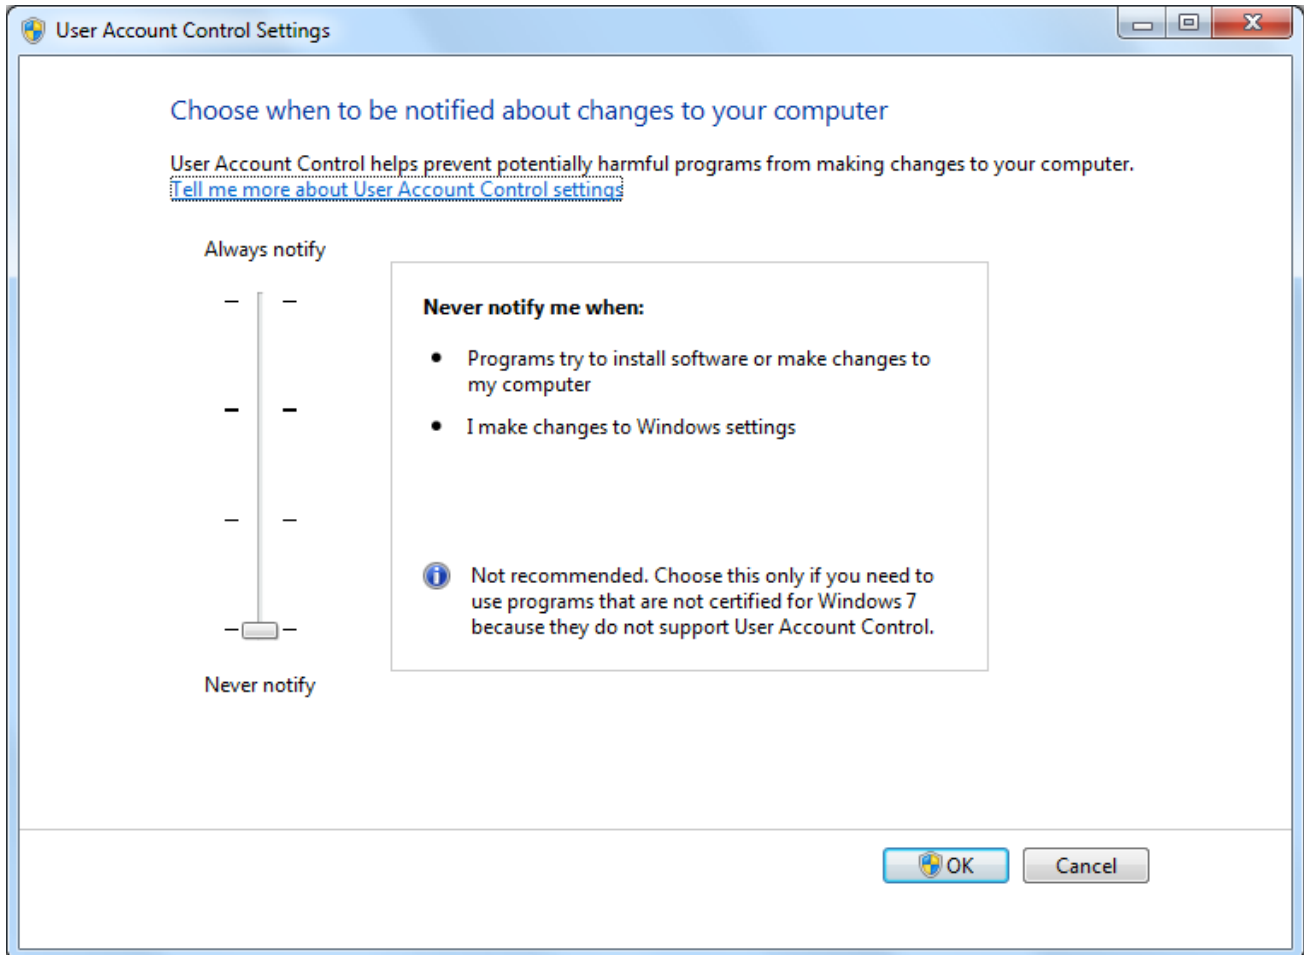 User Account Control Settings
Choose when to be notified about changes to your computer
User Account Control helps prevent potentially harmful programs from making changes to your computer.
Tell me more about User Account Control settings
Always notify
Never notify me when:
• Programs try to install software or make changes to
my computer
• I make changes to Windows settings
Not recommended. Choose this only if you need to
use programs that are not certified for Windows 7
because they do not support User Account Control.
Never notify
OK
Cancel